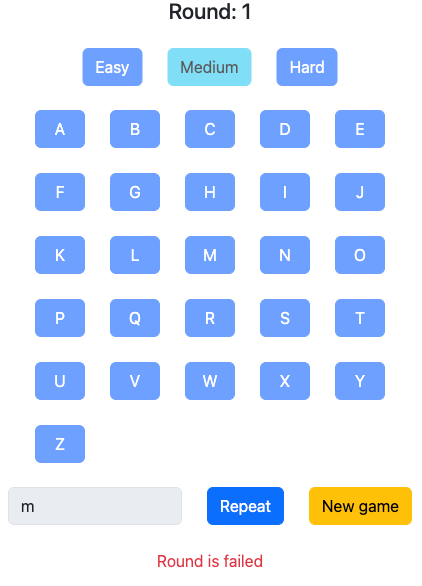 Round: 1
Easy Medium Hard
A B C D E
F G H I J
K L M N O
P Q R S T
U V W X Y
Z
m Repeat New game
Round is failed